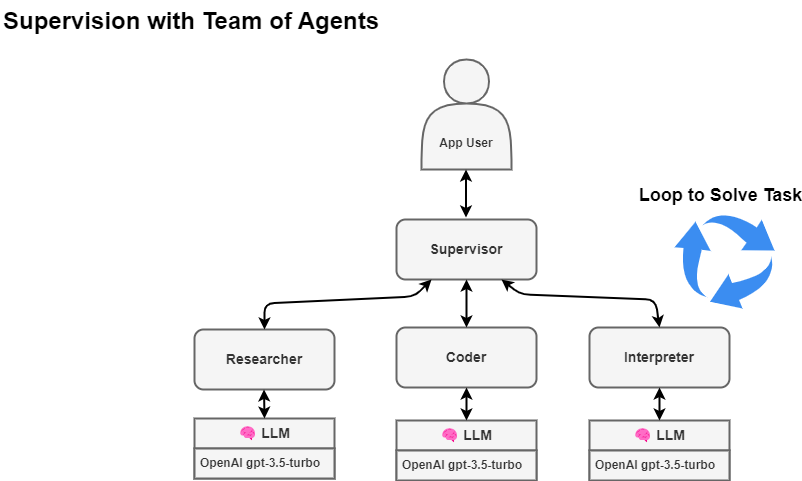 Supervision with Team of Agents
App User
Loop to Solve Task
Supervisor
Researcher
Coder
Interpreter
LLM
LLM
LLM
OpenAI gpt-3.5-turbo
OpenAI gpt-3.5-turbo
OpenAI gpt-3.5-turbo